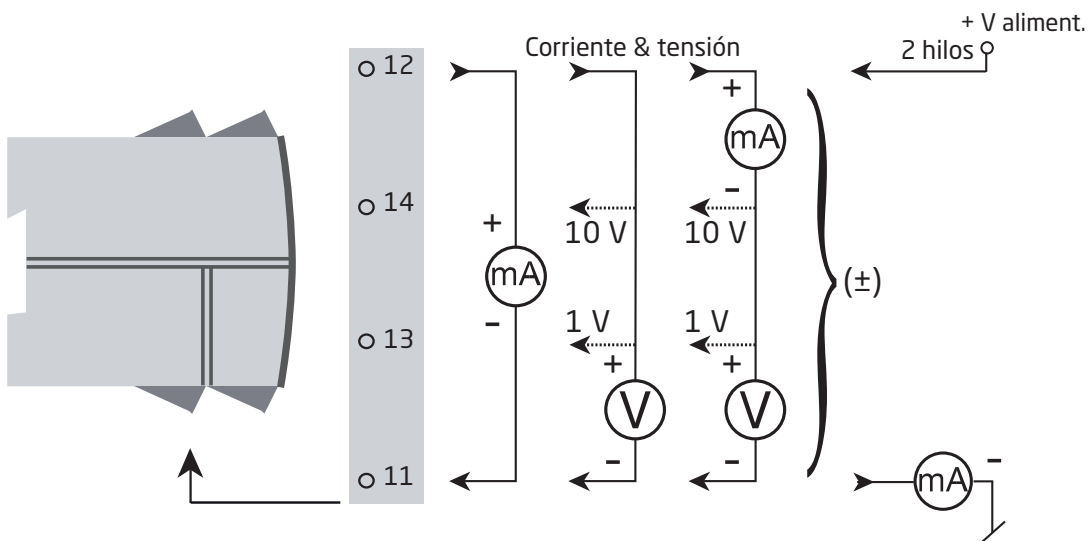 + V aliment.
Corriente & tensión
2 hilos
12
+
mA
-
14
10 V
10 V
+
mA
-
(±)
1 V
1 V
13
+
+
V
V
-
-
11
mA
-